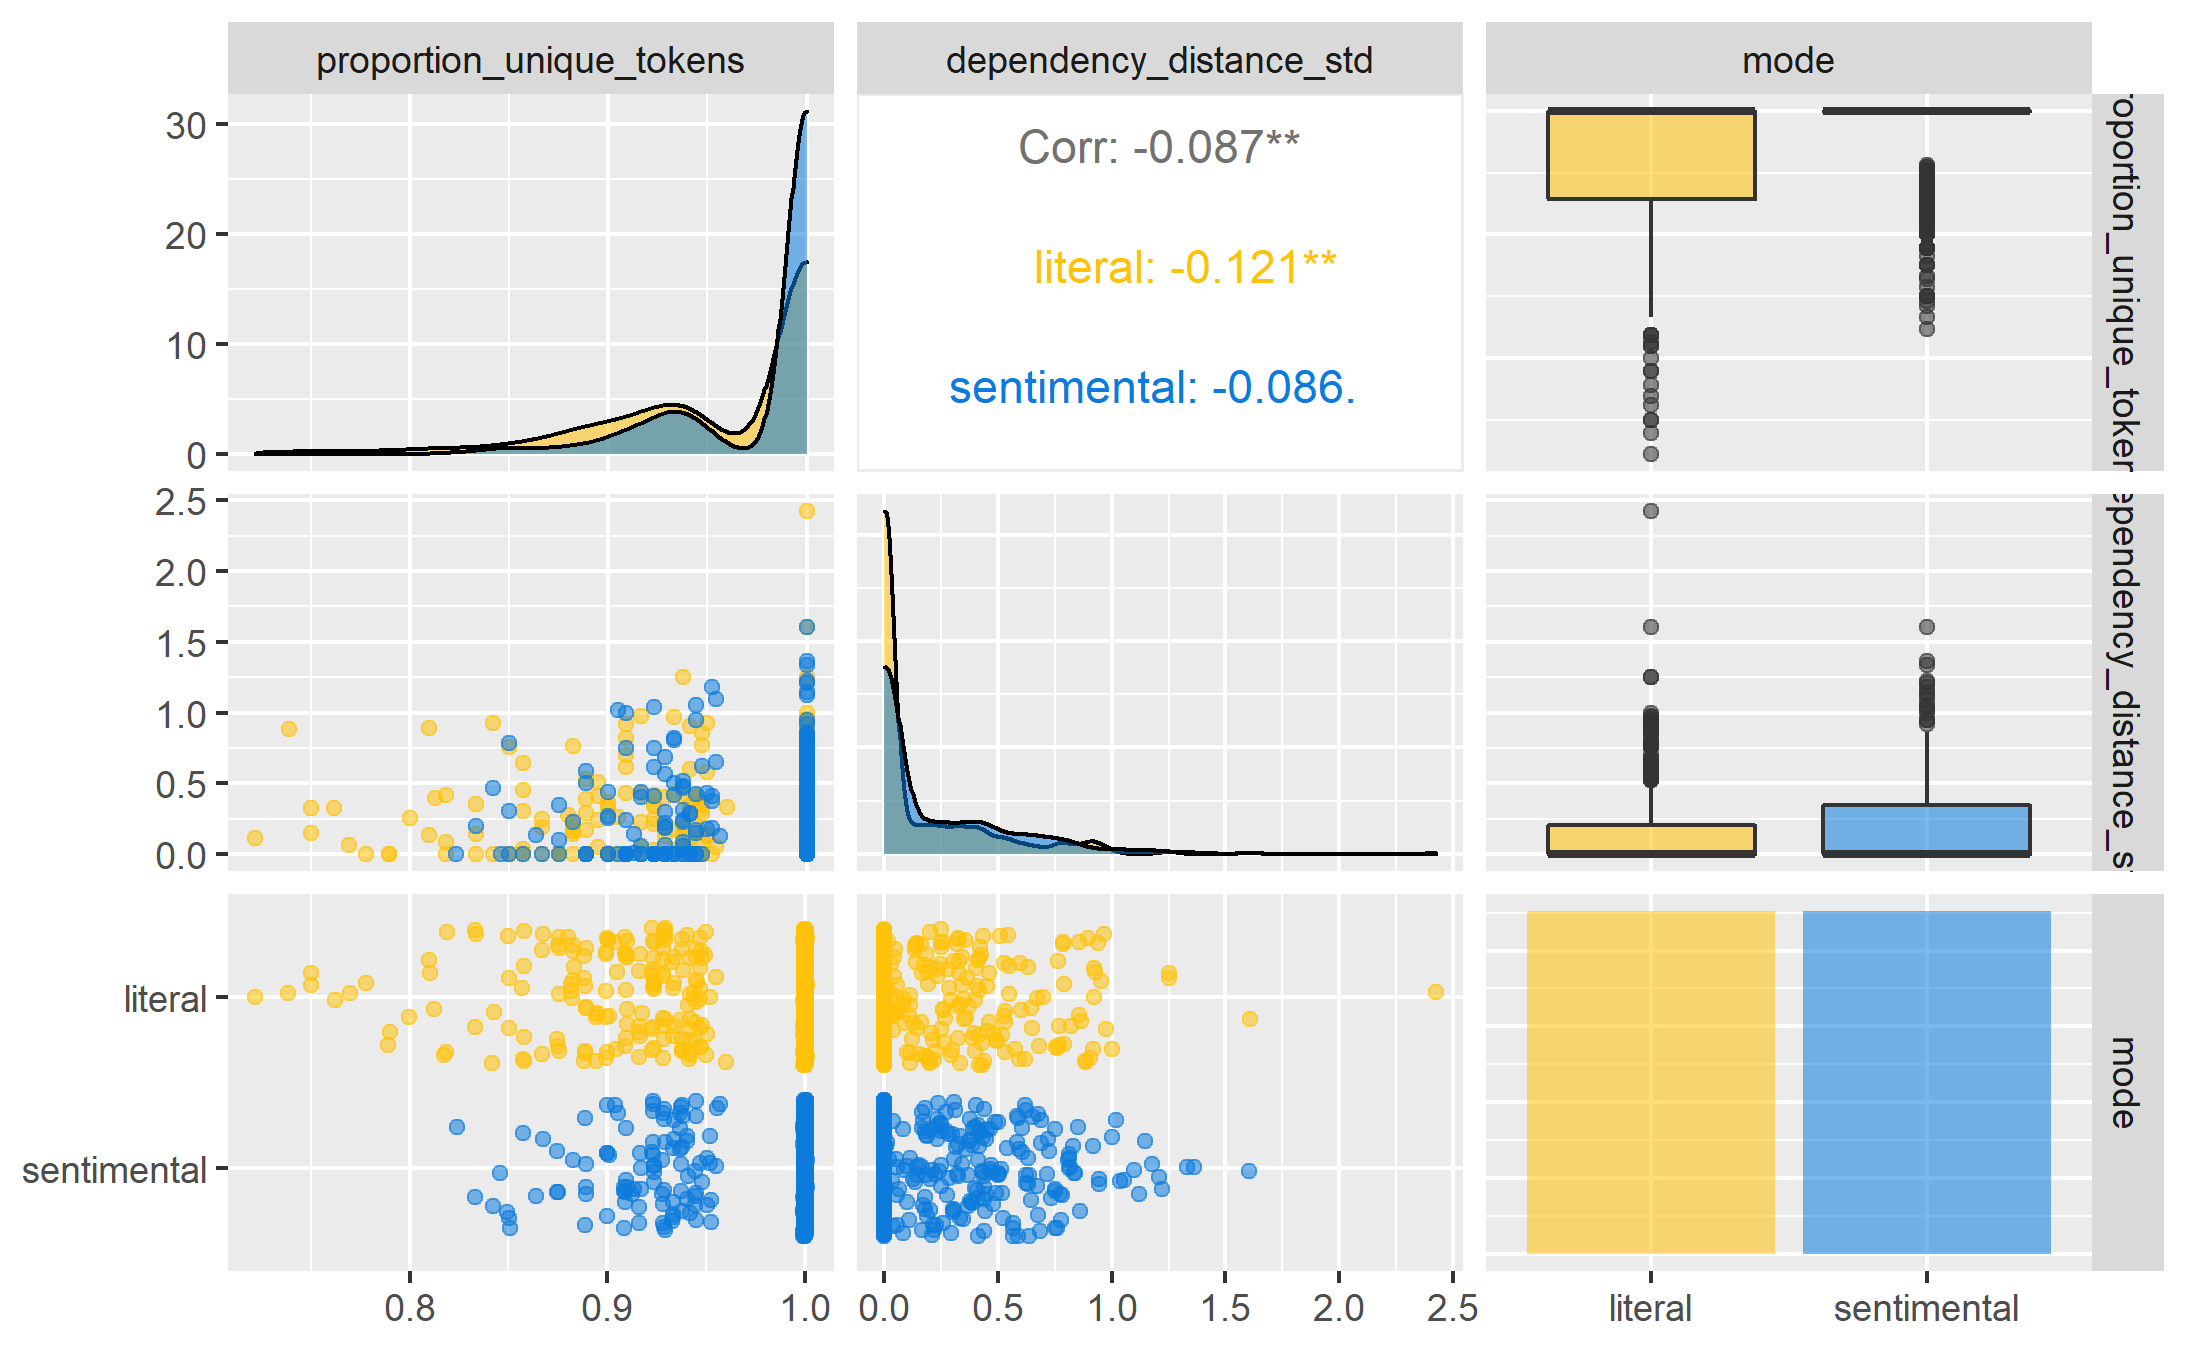 proportion_unique_tokens dependency_distance_std mode
30
20
10
0
Corr: -0.087**
literal: -0.121**
sentimental: -0.086.
roportion_unique_token
2.5
2.0
1.5
1.0
0.5
0.0
ependency_distance_s
literal
sentimental
mode
0.8 0.9 1.0 0.0 0.5 1.0 1.5 2.0 2.5 literal sentimental